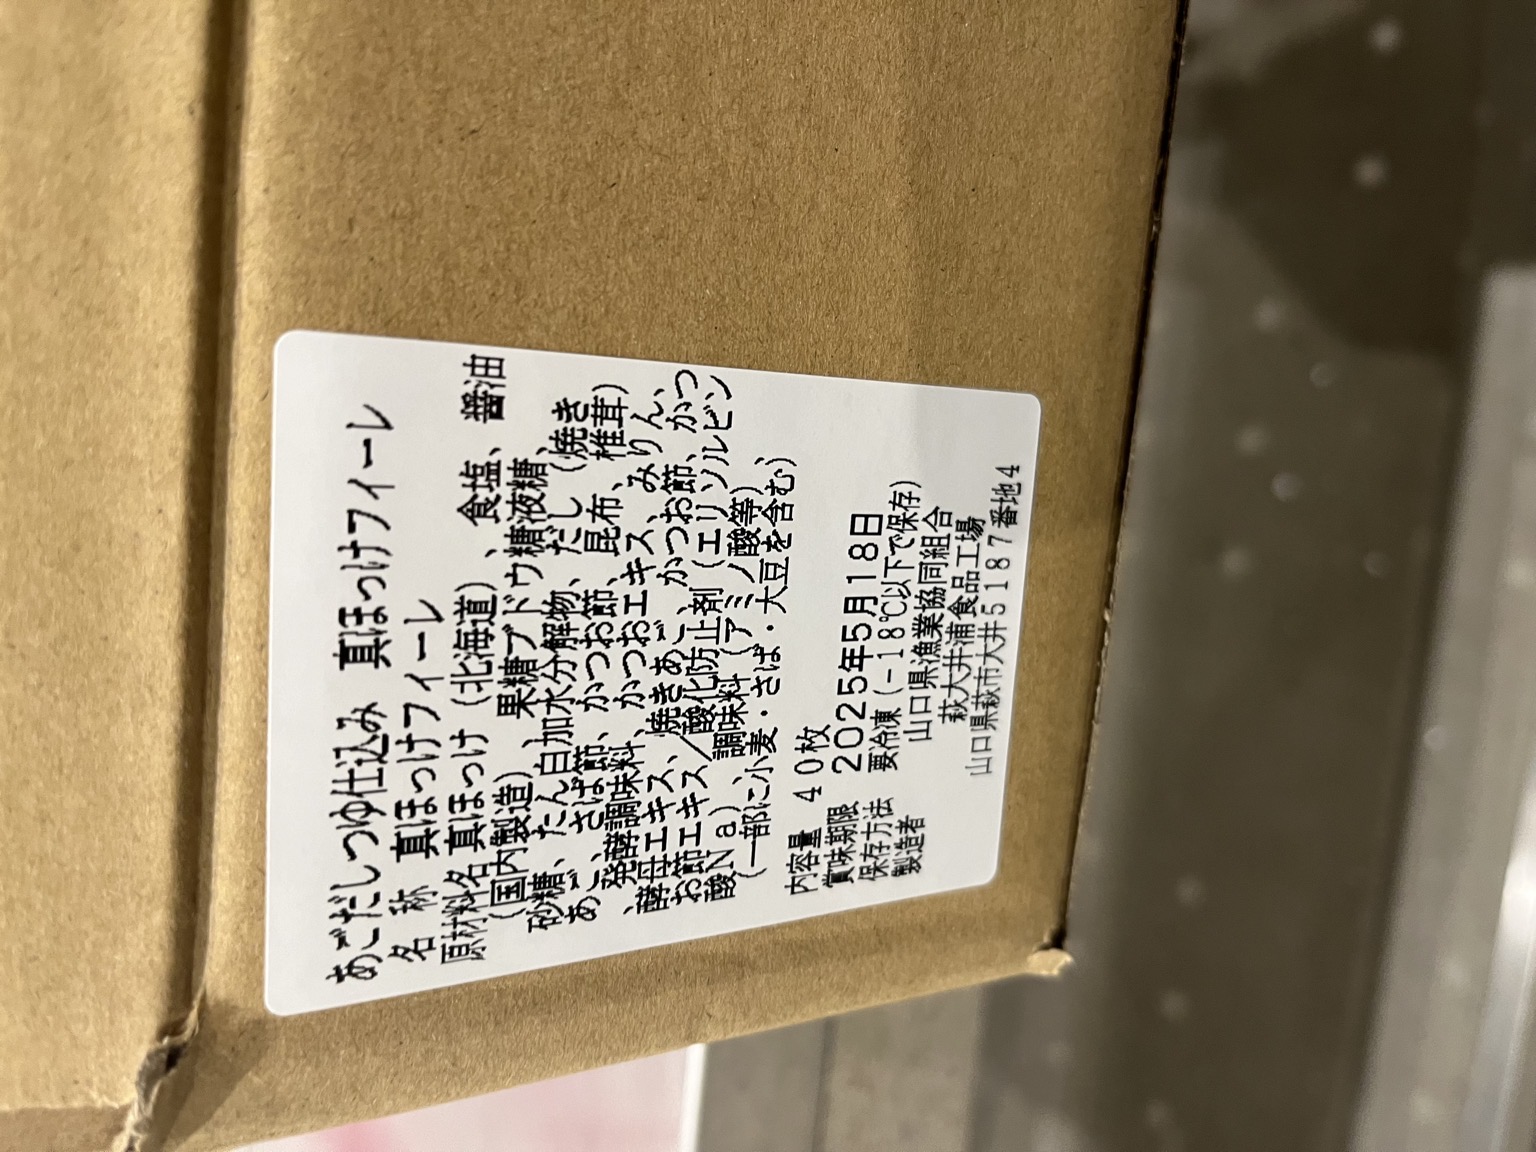 あごだしつゆ仕込み　真ほっけフィーレ
名　称　真ほっけフィーレ
原材料名　真ほっけ（北海道）、食塩、醤油
（国内製造）、果糖ブドウ糖液糖、
砂糖、たん白加水分解物、だし（焼き
あご、さば節、かつお節、昆布、椎茸）
、発酵調味料、かつおエキス、みりん、
酵母エキス、焼きあご、かつお節、かつ
お節エキス／酸化防止剤（エリソルビン
酸Ｎａ）、調味料（アミノ酸等）
（一部に小麦・さば・大豆を含む）
内容量　４０枚
賞味期限　2025年5月18日
保存方法　要冷凍（－１８℃以下で保存）
製造者　山口県漁業協同組合
萩大井浦食品工場
山口県萩市大井５１８７番地４